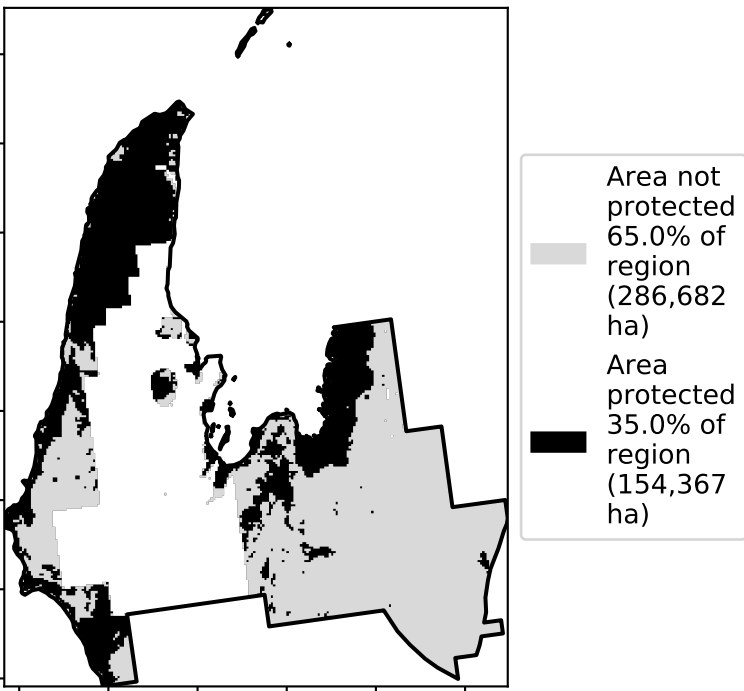 Area not
protected
65.0% of
region
(286,682
ha)
Area
protected
35.0% of
region
(154,367
ha)